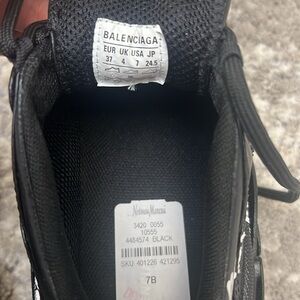 BALENCIAGA
EUR UK USA JP
37 4 7 24.5
Neiman Marcus
3420 0055
10555
4484574 BLACK
SKU 401226 421295
7B